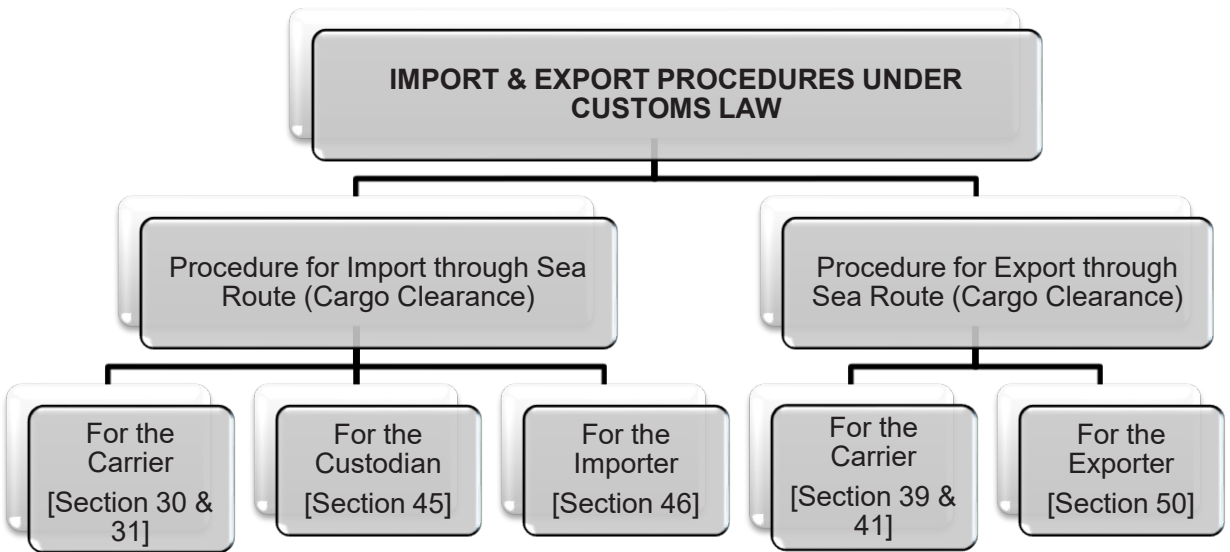 IMPORT & EXPORT PROCEDURES UNDER
CUSTOMS LAW
Procedure for Import through Sea
Route (Cargo Clearance)
Procedure for Export through
Sea Route (Cargo Clearance)
For the
Carrier
[Section 30 &
31]
For the
Custodian
[Section 45]
For the
Importer
[Section 46]
For the
Carrier
[Section 39 &
41]
For the
Exporter
[Section 50]